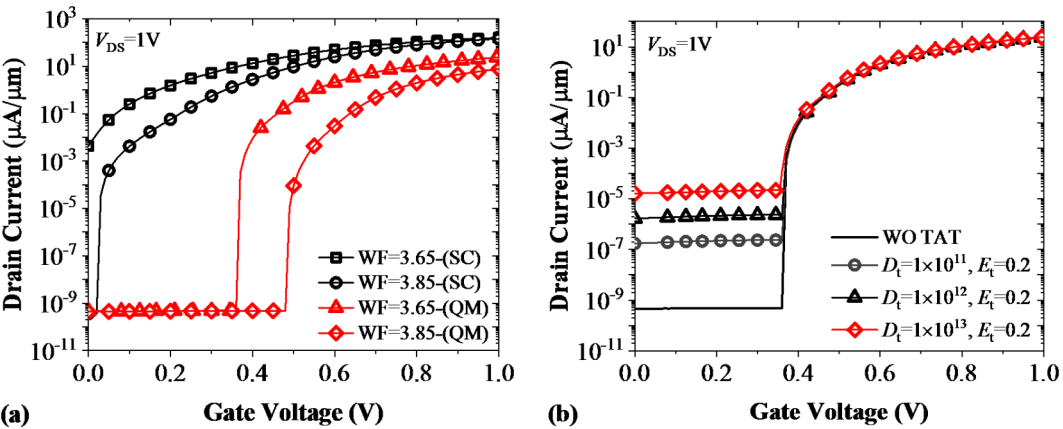 V_DS=1V
10^3
10^1
10^-1
10^-3
10^-5
10^-7
10^-9
10^-11
Drain Current (μA/μm)
WF=3.65-(SC)
WF=3.85-(SC)
WF=3.65-(QM)
WF=3.85-(QM)
0.0 0.2 0.4 0.6 0.8 1.0
Gate Voltage (V)
(a)
V_DS=1V
10^1
10^-1
10^-3
10^-5
10^-7
10^-9
10^-11
Drain Current (μA/μm)
WO TAT
D_t=1×10^11, E_t=0.2
D_t=1×10^12, E_t=0.2
D_t=1×10^13, E_t=0.2
0.0 0.2 0.4 0.6 0.8 1.0
Gate Voltage (V)
(b)